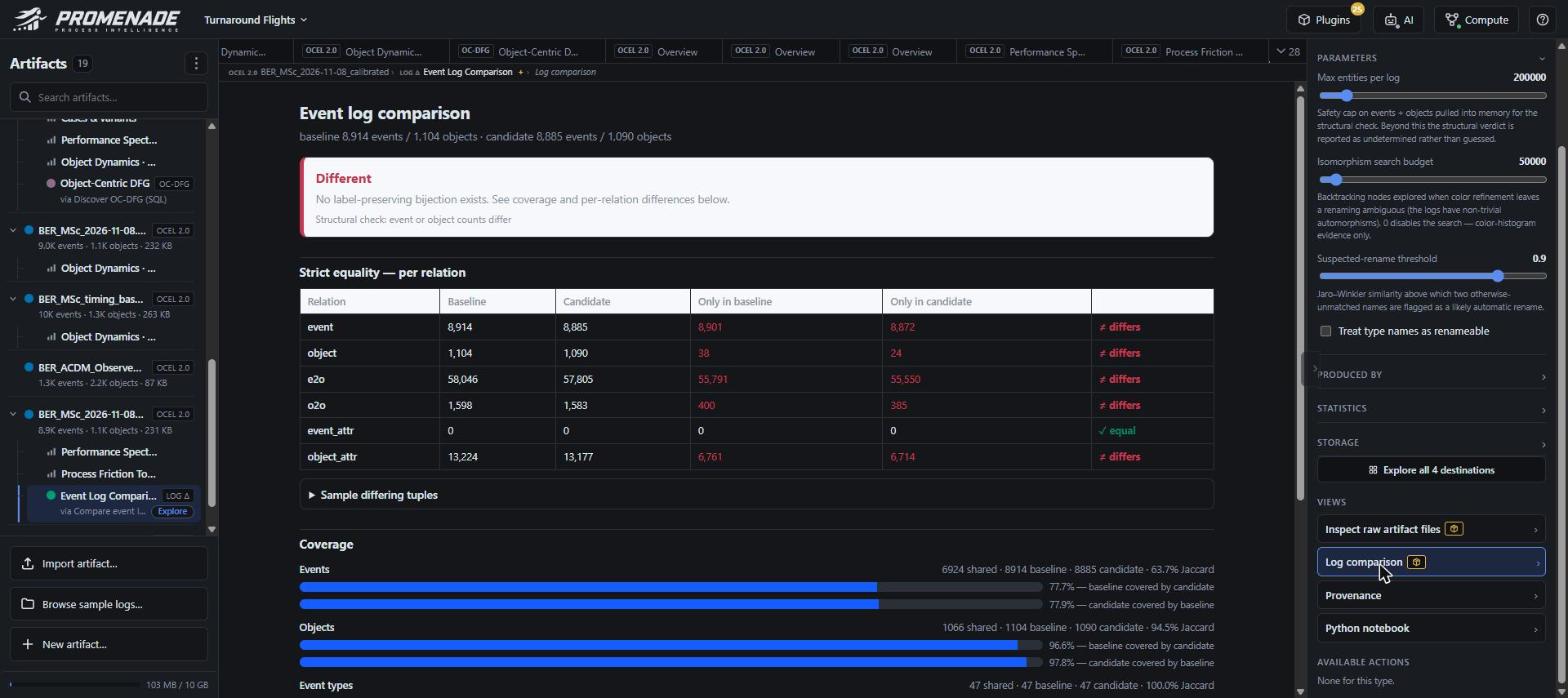 PROMENADE
PROCESS INTELLIGENCE
Turnaround Flights
Plugins
25
AI
Compute
Artifacts 19
Search artifacts...
Cases & Variants
Performance Spect...
Object Dynamics · ...
Object-Centric DFG OC-DFG
via Discover OC-DFG (SQL)
BER_MSc_2026-11-08.... OCEL 2.0
9.0K events · 1.1K objects · 232 KB
Object Dynamics · ...
BER_MSc_timing_bas... OCEL 2.0
10K events · 1.3K objects · 263 KB
Object Dynamics · ...
BER_ACDM_Observe... OCEL 2.0
1.3K events · 2.2K objects · 87 KB
BER_MSc_2026-11-08... OCEL 2.0
8.9K events · 1.1K objects · 231 KB
Performance Spect...
Process Friction To...
Event Log Compari... LOG Δ
via Compare event l... Explore
Import artifact...
Browse sample logs...
New artifact...
103 MB / 10 GB
Dynamic...
OCEL 2.0 Object Dynamic...
OC-DFG Object-Centric D...
OCEL 2.0 Overview
OCEL 2.0 Overview
OCEL 2.0 Overview
OCEL 2.0 Performance Sp...
OCEL 2.0 Process Friction ...
28
OCEL 2.0 BER_MSc_2026-11-08_calibrated › LOG Δ Event Log Comparison + › Log comparison
Event log comparison
baseline 8,914 events / 1,104 objects · candidate 8,885 events / 1,090 objects
Different
No label-preserving bijection exists. See coverage and per-relation differences below.
Structural check: event or object counts differ
Strict equality — per relation
Relation Baseline Candidate Only in baseline Only in candidate
event 8,914 8,885 8,901 8,872 ≠ differs
object 1,104 1,090 38 24 ≠ differs
e2o 58,046 57,805 55,791 55,550 ≠ differs
o2o 1,598 1,583 400 385 ≠ differs
event_attr 0 0 0 0 ✓ equal
object_attr 13,224 13,177 6,761 6,714 ≠ differs
Sample differing tuples
Coverage
Events 6924 shared · 8914 baseline · 8885 candidate · 63.7% Jaccard
77.7% — baseline covered by candidate
77.9% — candidate covered by baseline
Objects 1066 shared · 1104 baseline · 1090 candidate · 94.5% Jaccard
96.6% — baseline covered by candidate
97.8% — candidate covered by baseline
Event types 47 shared · 47 baseline · 47 candidate · 100.0% Jaccard
PARAMETERS
Max entities per log 200000
Safety cap on events + objects pulled into memory for the
structural check. Beyond this the structural verdict is
reported as undetermined rather than guessed.
Isomorphism search budget 50000
Backtracking nodes explored when color refinement leaves
a renaming ambiguous (the logs have non-trivial
automorphisms). 0 disables the search — color-histogram
evidence only.
Suspected-rename threshold 0.9
Jaro–Winkler similarity above which two otherwise-
unmatched names are flagged as a likely automatic rename.
Treat type names as renameable
PRODUCED BY
STATISTICS
STORAGE
Explore all 4 destinations
VIEWS
Inspect raw artifact files
Log comparison
Provenance
Python notebook
AVAILABLE ACTIONS
None for this type.